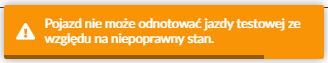 Pojazd nie może odnotować jazdy testowej ze
względu na niepoprawny stan.